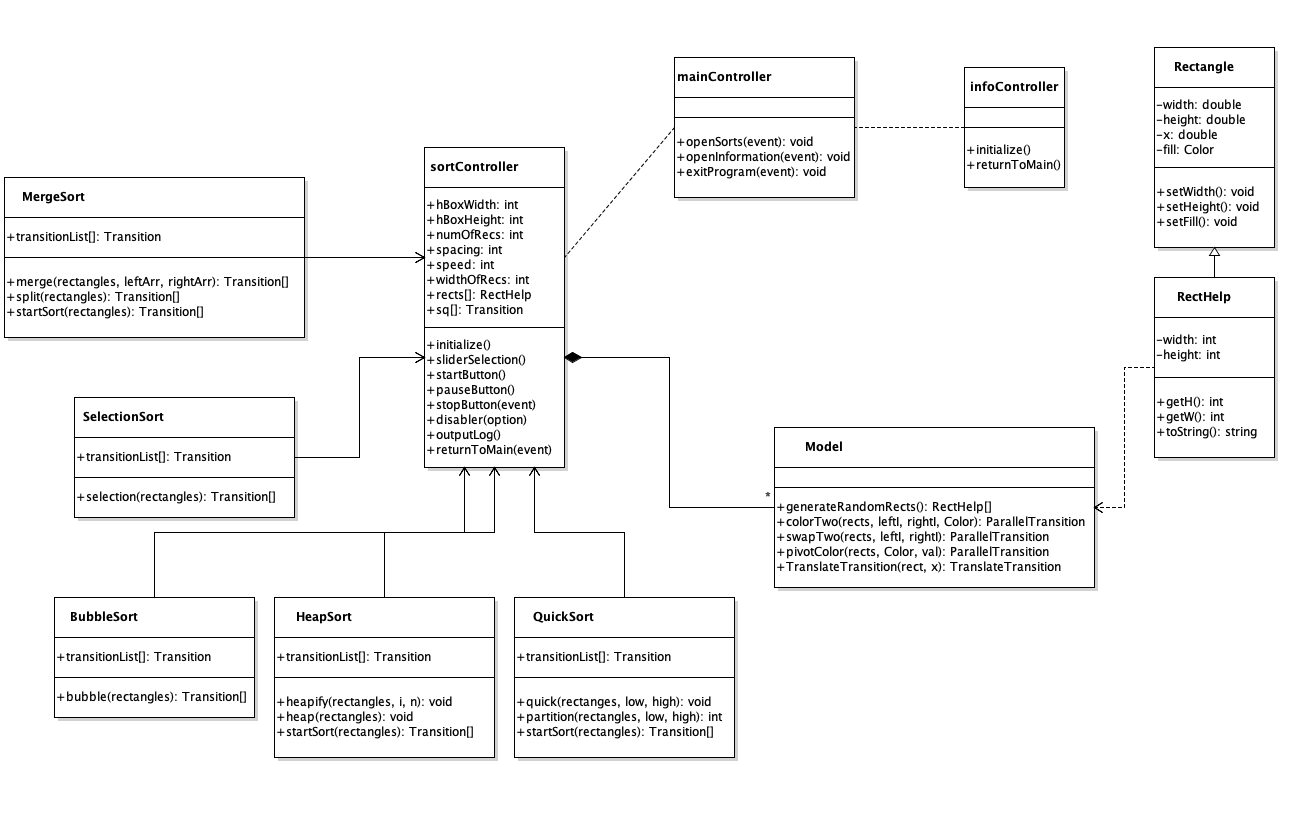 mainController
+openSorts(event): void
+openInformation(event): void
+exitProgram(event): void
infoController
+initialize()
+returnToMain()
Rectangle
-width: double
-height: double
-x: double
-fill: Color
+setWidth(): void
+setHeight(): void
+setFill(): void
sortController
+hBoxWidth: int
+hBoxHeight: int
+numOfRecs: int
+spacing: int
+speed: int
+widthOfRecs: int
+rects[]: RectHelp
+sq[]: Transition
+initialize()
+sliderSelection()
+startButton()
+pauseButton()
+stopButton(event)
+disabler(option)
+outputLog()
+returnToMain(event)
MergeSort
+transitionList[]: Transition
+merge(rectangles, leftArr, rightArr): Transition[]
+split(rectangles): Transition[]
+startSort(rectangles): Transition[]
RectHelp
-width: int
-height: int
+getH(): int
+getW(): int
+toString(): string
SelectionSort
+transitionList[]: Transition
+selection(rectangles): Transition[]
Model
*
+generateRandomRects(): RectHelp[]
+colorTwo(rects, leftI, rightI, Color): ParallelTransition
+swapTwo(rects, leftI, rightI): ParallelTransition
+pivotColor(rects, Color, val): ParallelTransition
+TranslateTransition(rect, x): TranslateTransition
BubbleSort
+transitionList[]: Transition
+bubble(rectangles): Transition[]
HeapSort
+transitionList[]: Transition
+heapify(rectangles, i, n): void
+heap(rectangles): void
+startSort(rectangles): Transition[]
QuickSort
+transitionList[]: Transition
+quick(rectanges, low, high): void
+partition(rectangles, low, high): int
+startSort(rectangles): Transition[]